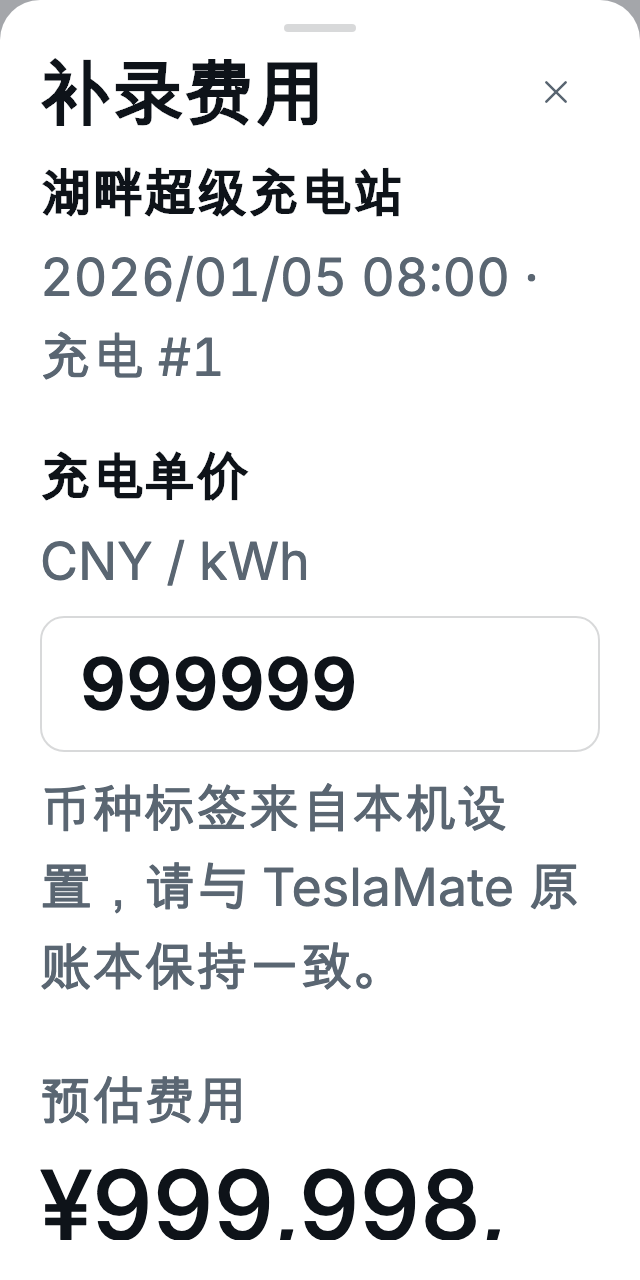 补录费用
湖畔超级充电站
2026/01/05 08:00 ·
充电 #1
充电单价
CNY / kWh
999999
币种标签来自本机设
置，请与 TeslaMate 原
账本保持一致。
预估费用
¥999,998,